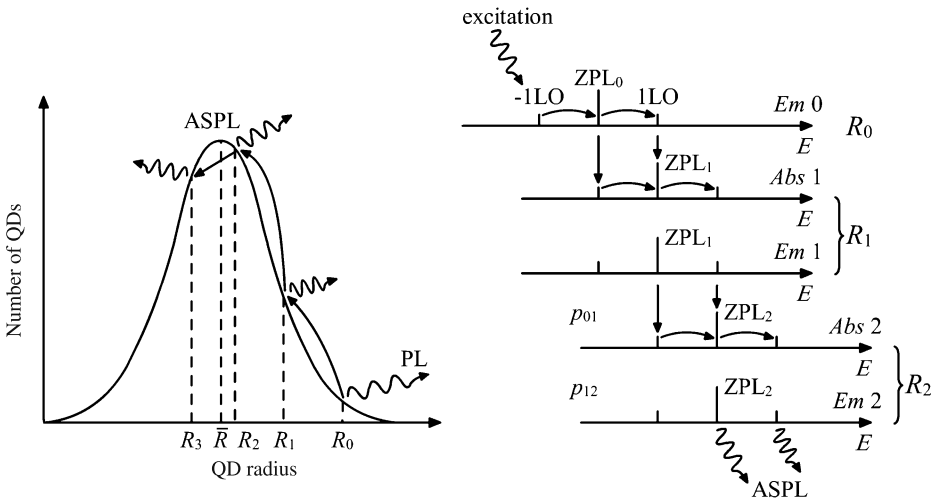 Number of QDs
ASPL
PL
R₃ R̅ R₂ R₁ R₀
QD radius
excitation
-1LO ZPL₀ 1LO Em 0
E
R₀
ZPL₁ Abs 1
E
R₁
ZPL₁ Em 1
E
p₀₁ ZPL₂ Abs 2
E
R₂
p₁₂ ZPL₂ Em 2
E
ASPL